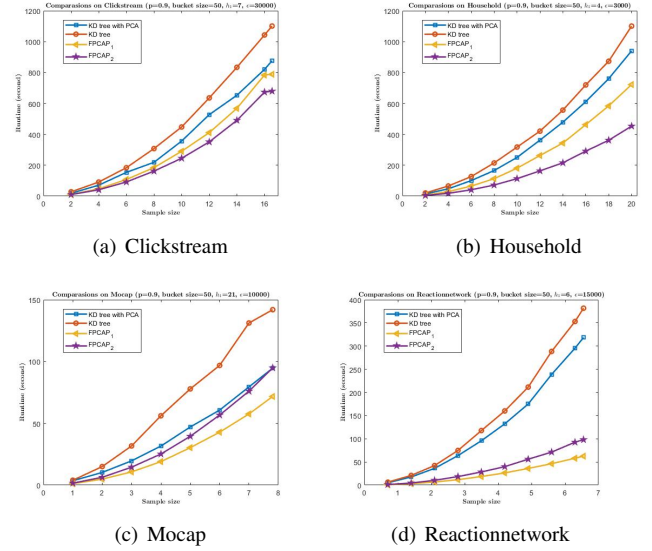 Comparasions on Clickstream (p=0.9, bucket size=50, hᵢ=7, ϵ=30000)
KD tree with PCA
KD tree
FPCAP₁
FPCAP₂
Runtime (second)
1200
1000
800
600
400
200
0
0 2 4 6 8 10 12 14 16
Sample size
(a) Clickstream
Comparasions on Household (p=0.9, bucket size=50, hᵢ=4, ϵ=3000)
KD tree with PCA
KD tree
FPCAP₁
FPCAP₂
Runtime (second)
1200
1000
800
600
400
200
0
0 2 4 6 8 10 12 14 16 18 20
Sample size
(b) Household
Comparasions on Mocap (p=0.9, bucket size=50, hᵢ=21, ϵ=10000)
KD tree with PCA
KD tree
FPCAP₁
FPCAP₂
Runtime (second)
150
100
50
0
0 1 2 3 4 5 6 7 8
Sample size
(c) Mocap
Comparasions on Reactionnetwork (p=0.9, bucket size=50, hᵢ=6, ϵ=15000)
KD tree with PCA
KD tree
FPCAP₁
FPCAP₂
Runtime (second)
400
350
300
250
200
150
100
50
0
0 1 2 3 4 5 6 7
Sample size
(d) Reactionnetwork